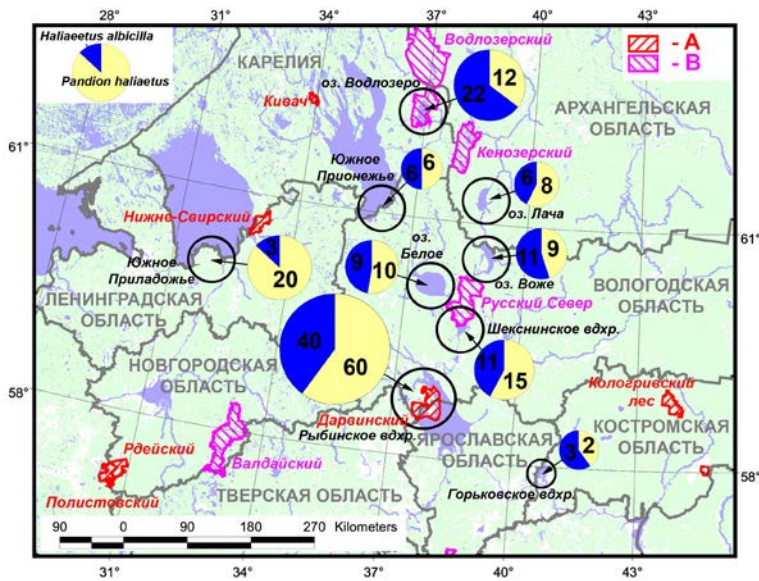 28°
31°
34°
37°
40°
43°
Haliaeetus albicilla
Pandion haliaetus
КАРЕЛИЯ
Водлозерский
- А
- В
оз. Водлозеро
12
22
Кивач
АРХАНГЕЛЬСКАЯ
ОБЛАСТЬ
61°
Южное
Прионежье
6
6
Кенозерский
6
8
Нижне-Свирский
оз. Лача
61°
Южное
Приладожье
3
20
оз.
Белое
9
10
11
9
оз. Воже
ЛЕНИНГРАДСКАЯ
ОБЛАСТЬ
Русский Север
ВОЛОГОДСКАЯ
ОБЛАСТЬ
Шекснинское вдхр.
40
60
11
15
НОВГОРОДСКАЯ
ОБЛАСТЬ
58°
Кологривский
лес
Дарвинский
Рыбинское вдхр.
ЯРОСЛАВСКАЯ
ОБЛАСТЬ
КОСТРОМСКАЯ
ОБЛАСТЬ
3
2
Рдейский
Валдайский
58°
Полистовский
ТВЕРСКАЯ ОБЛАСТЬ
Горьковское вдхр.
90 0 90 180 270 Kilometers
31°
34°
37°
40°
43°